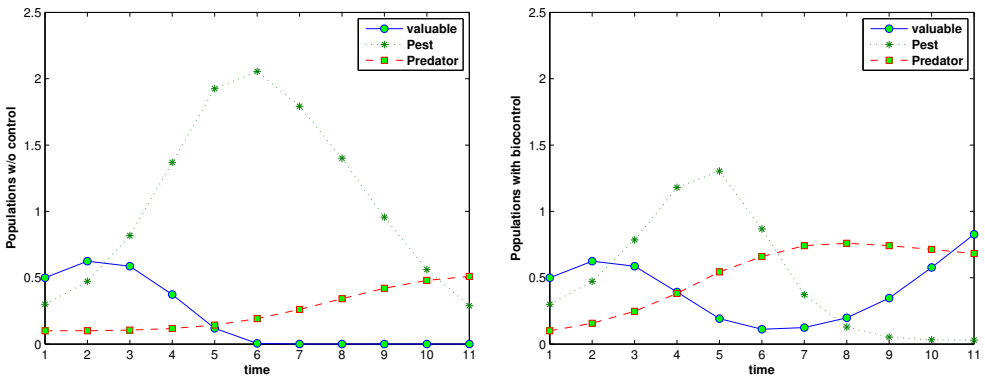 2.5
2
1.5
1
0.5
0
Populations w/o control
1 2 3 4 5 6 7 8 9 10 11
time
valuable
Pest
Predator
2.5
2
1.5
1
0.5
0
Populations with biocontrol
1 2 3 4 5 6 7 8 9 10 11
time
valuable
Pest
Predator